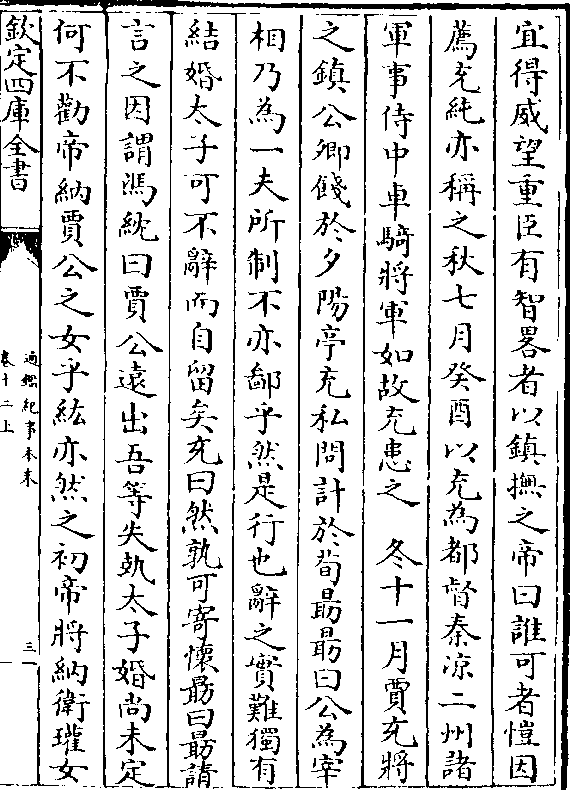 宜得威望重臣有智畧者以鎮撫之帝曰誰可者愷因
薦充純亦稱之秋七月癸酉以充為都督秦涼二州諸
軍事侍中車騎將軍如故充患之　冬十一月賈充將
之鎮公卿餞於夕陽亭充私問計於荀勗勗曰公為宰
相乃為一夫所制不亦鄙乎然是行也辭之實難獨有
結婚太子可不辭而自留矣充曰然孰可寄懷勗曰勗請
言之因謂馮紞曰賈公遠出吾等失埶太子婚尚未定
何不勸帝納賈公之女乎紞亦然之初帝將納衛瓘女
欽定四庫全書
通鑑紀事本末
卷十二上
三